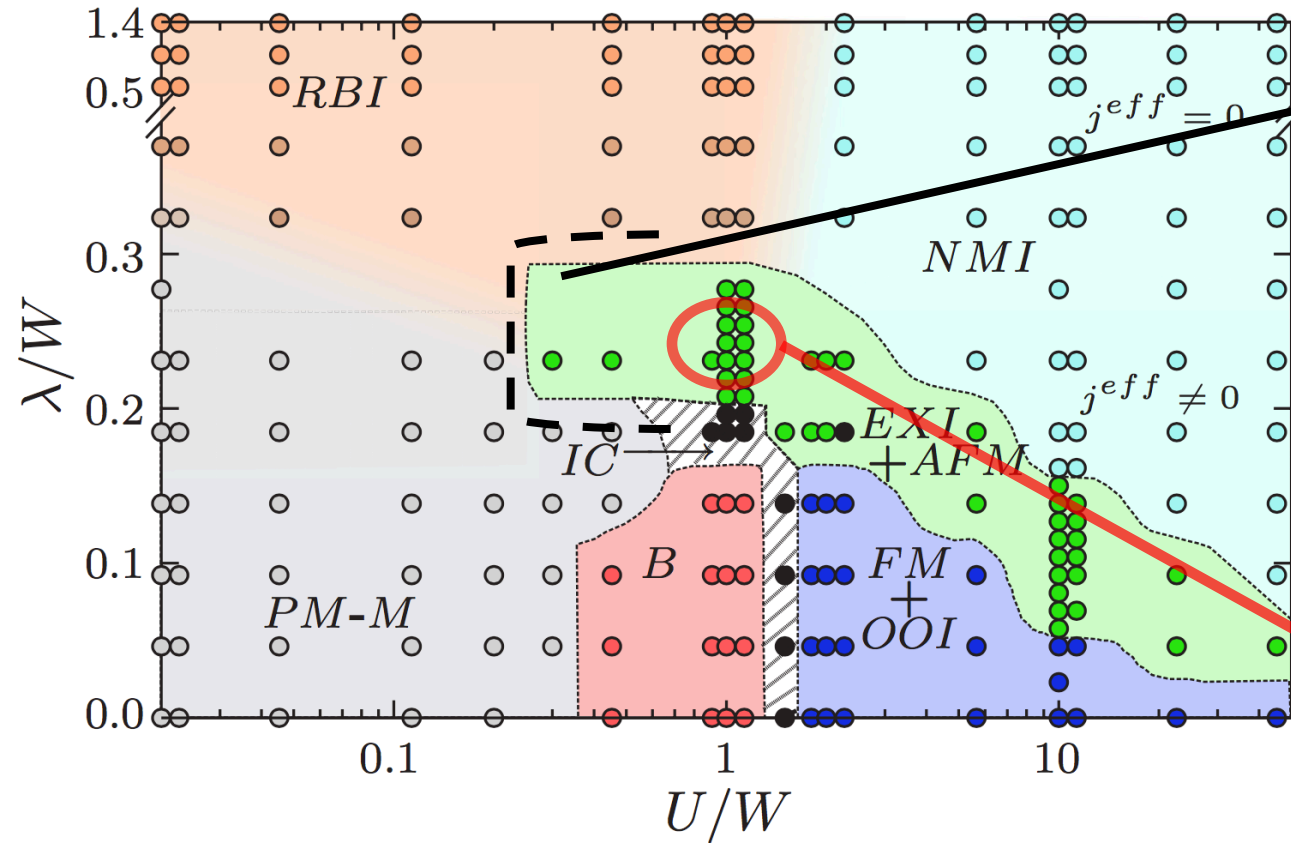 1.4
0.5
RBI
j^{eff} = 0
0.3
NMI
λ/W
0.2
j^{eff} ≠ 0
EXI
+AFM
IC
0.1
B
FM
+
OOI
PM-M
0.0
0.1
1
10
U/W